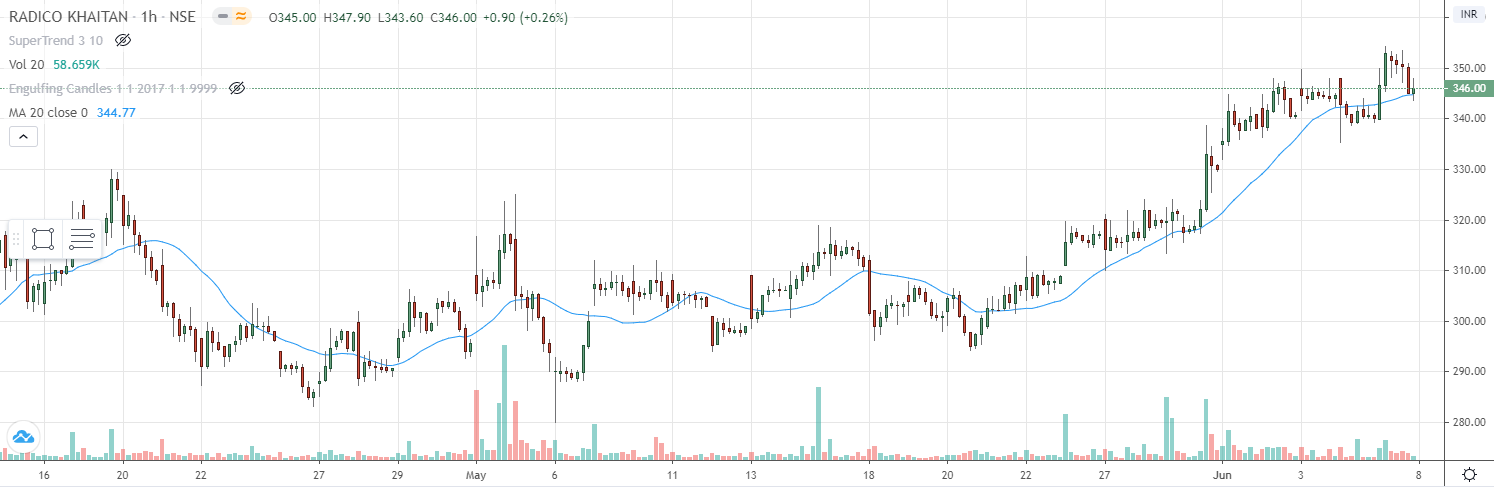 RADICO KHAITAN · 1h · NSE O345.00 H347.90 L343.60 C346.00 +0.90 (+0.26%) INR
SuperTrend 3 10
Vol 20 58.659K
Engulfing Candles 1 1 2017 1 1 9999
MA 20 close 0 344.77
350.00
346.00
340.00
330.00
320.00
310.00
300.00
290.00
280.00
16 20 22 27 29 May 6 11 13 18 20 22 27 Jun 3 8